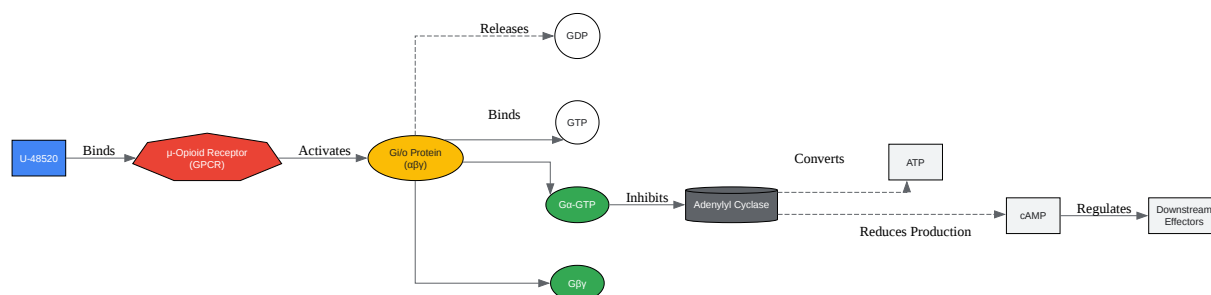 Releases
GDP
Binds
GTP
U-48520
Binds
μ-Opioid Receptor
(GPCR)
Activates
Gi/o Protein
(αβγ)
Converts
ATP
Gα-GTP
Inhibits
Adenylyl Cyclase
Reduces Production
cAMP
Regulates
Downstream
Effectors
Gβγ